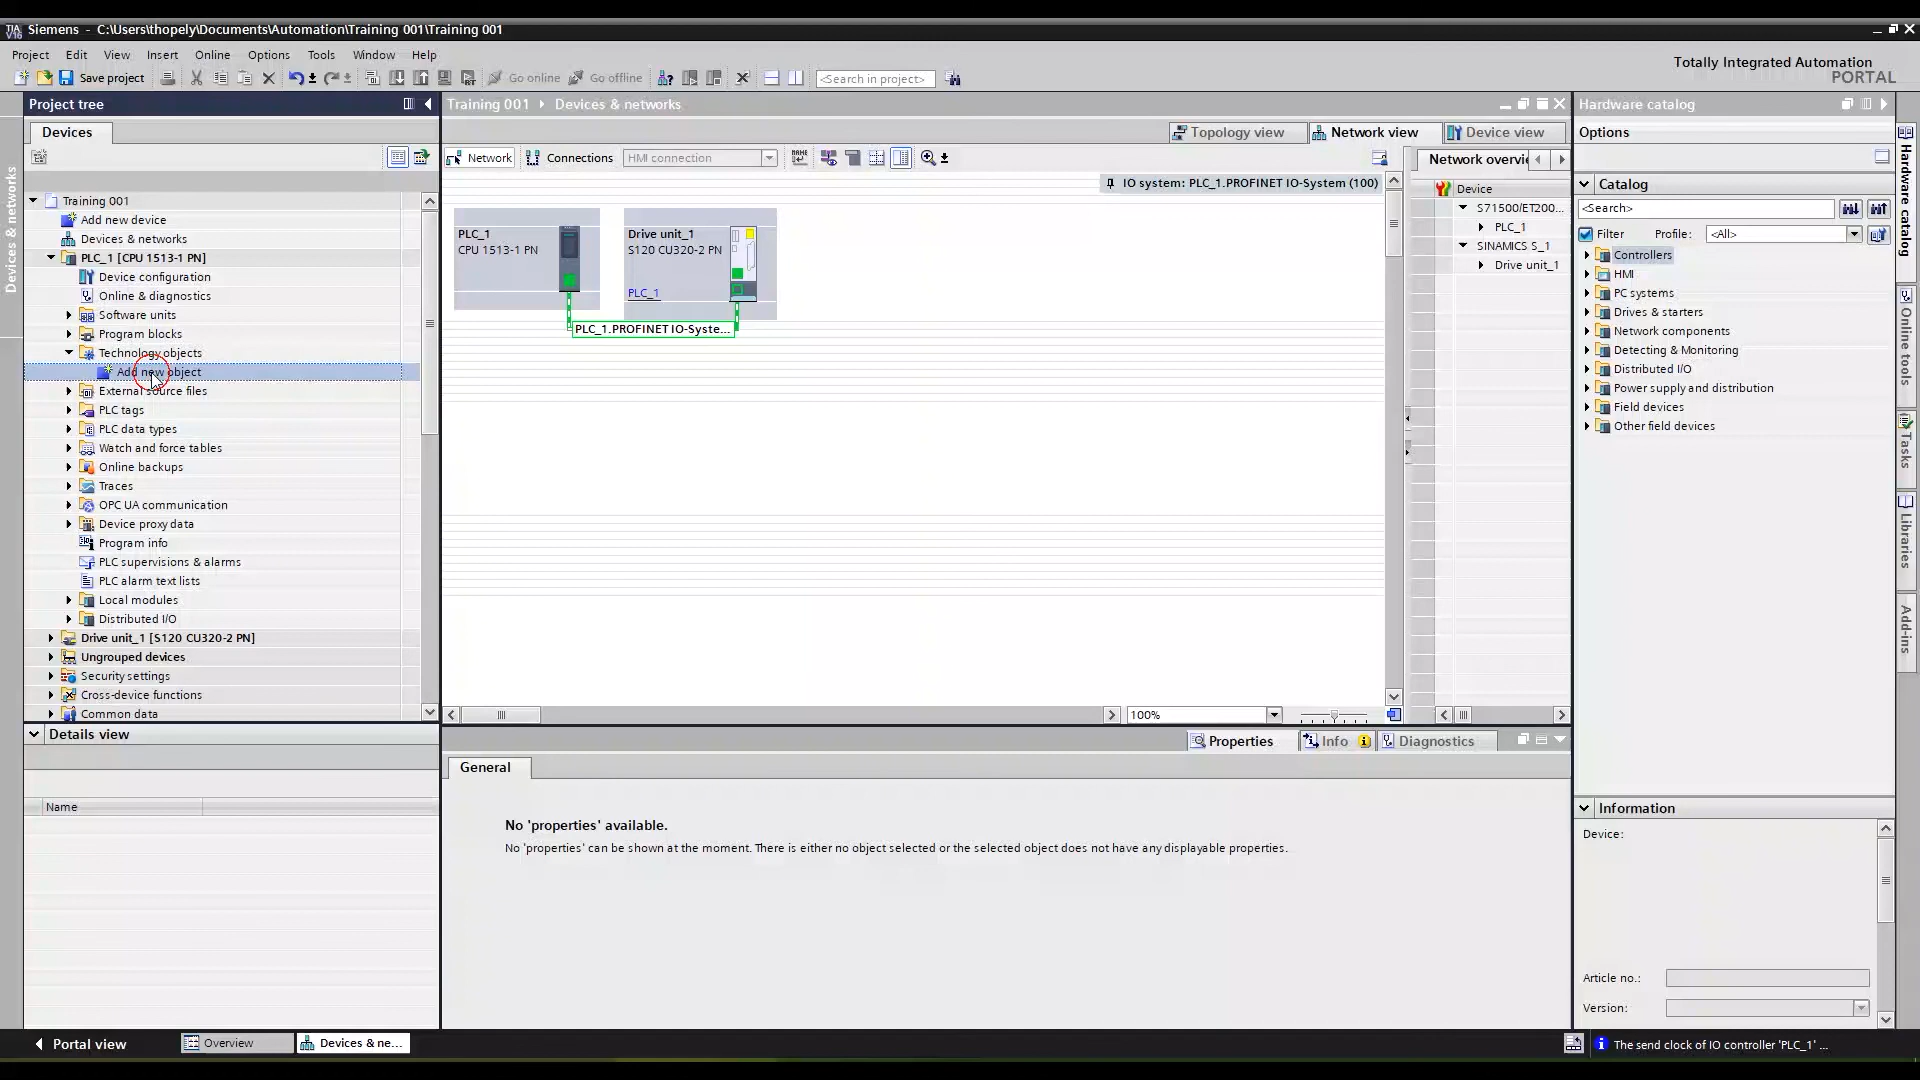 Siemens - C:\Users\thopely\Documents\Automation\Training 001\Training 001
Project Edit View Insert Online Options Tools Window Help
Save project Go online Go offline <Search in project>
Totally Integrated Automation
PORTAL
Project tree
Devices
Devices & networks
Training 001
Add new device
Devices & networks
PLC_1 [CPU 1513-1 PN]
Device configuration
Online & diagnostics
Software units
Program blocks
Technology objects
Add new object
External source files
PLC tags
PLC data types
Watch and force tables
Online backups
Traces
OPC UA communication
Device proxy data
Program info
PLC supervisions & alarms
PLC alarm text lists
Local modules
Distributed I/O
Drive unit_1 [S120 CU320-2 PN]
Ungrouped devices
Security settings
Cross-device functions
Common data
Details view
Name
Training 001 Devices & networks
Topology view Network view Device view
Network Connections HMI connection
IO system: PLC_1.PROFINET IO-System (100)
PLC_1
CPU 1513-1 PN
Drive unit_1
S120 CU320-2 PN
PLC_1
PLC_1.PROFINET IO-Syste...
100%
Network overvi
Device
S71500/ET200...
PLC_1
SINAMICS S_1
Drive unit_1
Properties Info Diagnostics
General
No 'properties' available.
No 'properties' can be shown at the moment. There is either no object selected or the selected object does not have any displayable properties.
Hardware catalog
Options
Catalog
<Search>
Filter Profile: <All>
Controllers
HMI
PC systems
Drives & starters
Network components
Detecting & Monitoring
Distributed I/O
Power supply and distribution
Field devices
Other field devices
Information
Device:
Article no.:
Version:
Hardware catalog
Online tools
Tasks
Libraries
Add-ins
Portal view Overview Devices & ne...
The send clock of IO controller 'PLC_1' ...